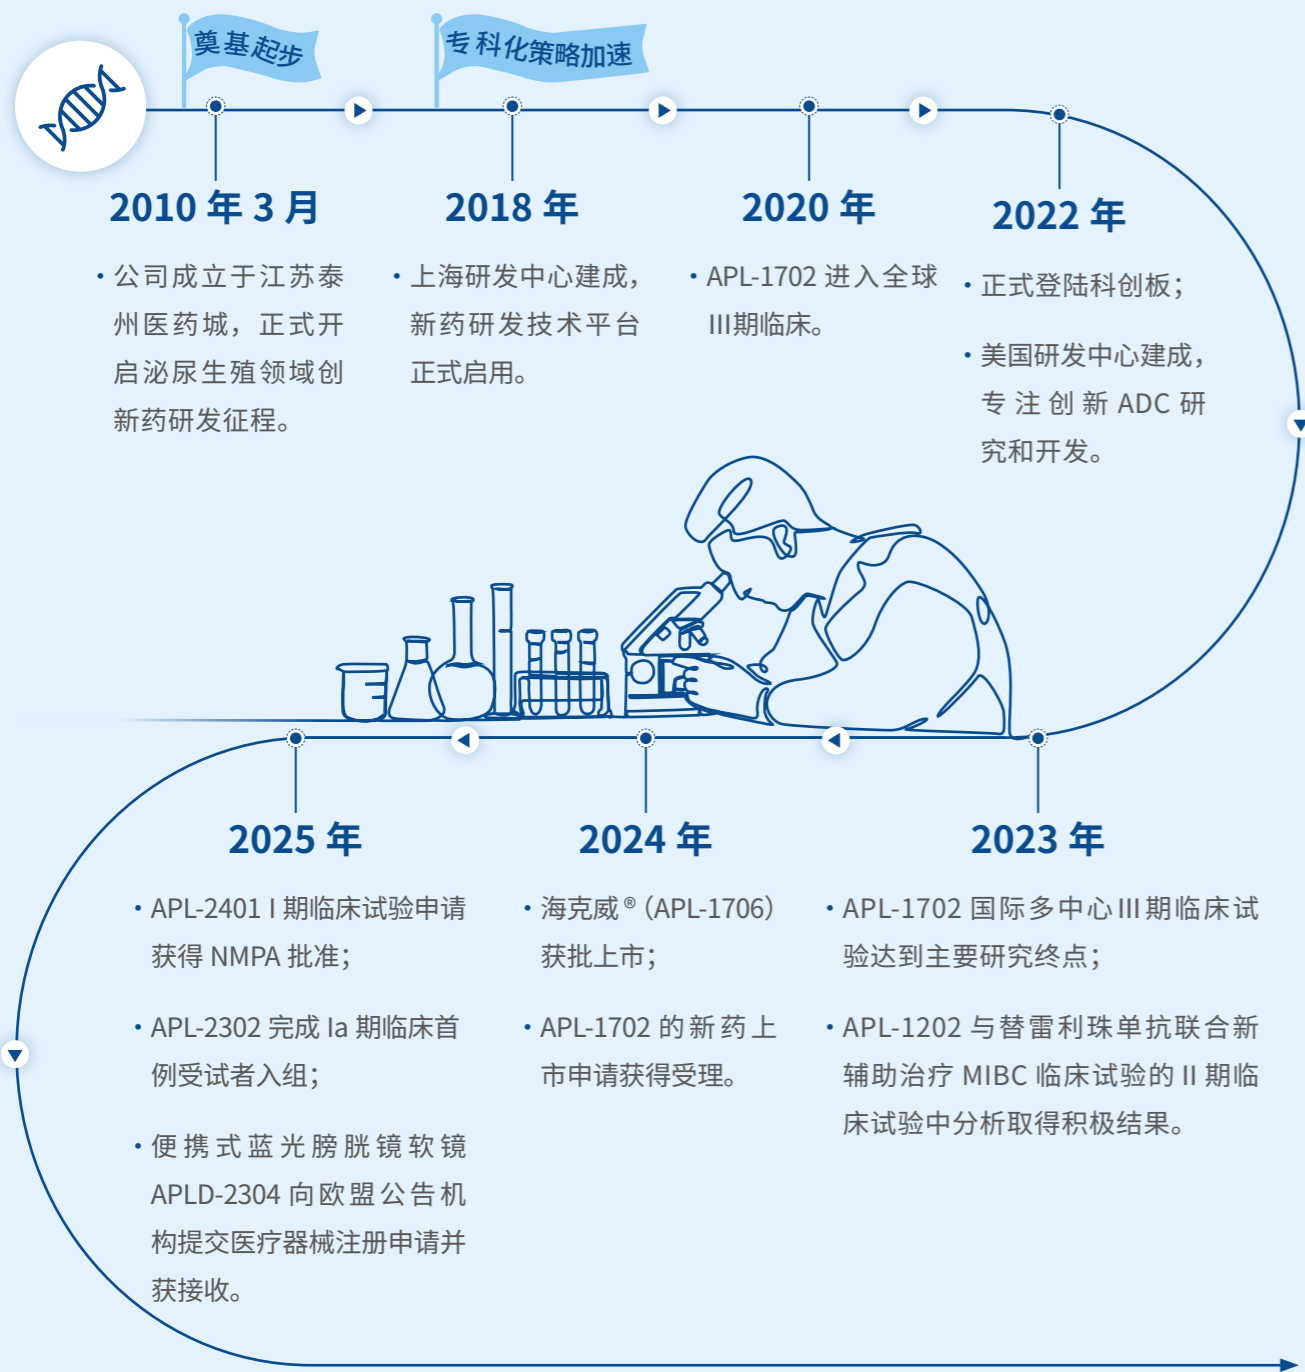 奠基起步
专科化策略加速
2010 年 3 月
·公司成立于江苏泰
州医药城，正式开
启泌尿生殖领域创
新药研发征程。
2018 年
·上海研发中心建成，
新药研发技术平台
正式启用。
2020 年
·APL-1702 进入全球
III期临床。
2022 年
·正式登陆科创板；
·美国研发中心建成，
专注创新 ADC 研
究和开发。
2023 年
·APL-1702 国际多中心III期临床试
验达到主要研究终点；
·APL-1202 与替雷利珠单抗联合新
辅助治疗 MIBC 临床试验的 II 期临
床试验中分析取得积极结果。
2024 年
·海克威®（APL-1706）
获批上市；
·APL-1702 的新药上
市申请获得受理。
2025 年
·APL-2401 I 期临床试验申请
获得 NMPA 批准；
·APL-2302 完成 Ia 期临床首
例受试者入组；
·便携式蓝光膀胱镜软镜
APLD-2304 向欧盟公告机
构提交医疗器械注册申请并
获接收。